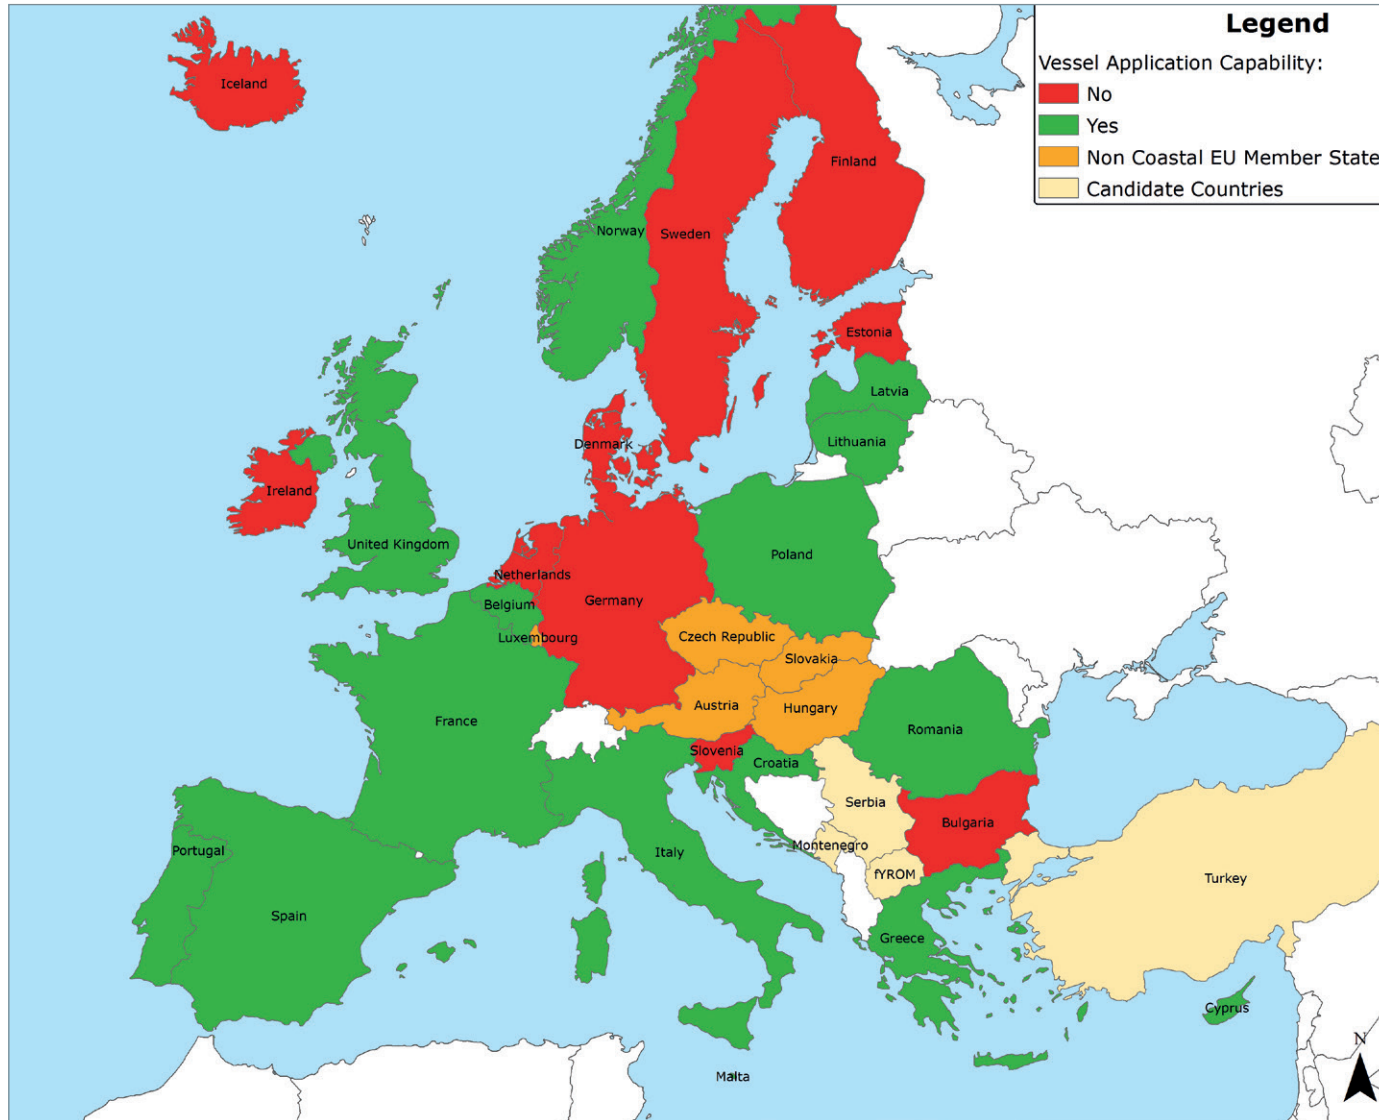 Legend
Vessel Application Capability:
No
Yes
Non Coastal EU Member State
Candidate Countries
Iceland
Finland
Norway
Sweden
Estonia
Latvia
Denmark
Lithuania
Ireland
United Kingdom
Poland
Netherlands
Germany
Belgium
Luxembourg
Czech Republic
Slovakia
Austria
Hungary
France
Romania
Slovenia
Croatia
Serbia
Bulgaria
Montenegro
Portugal
Italy
fYROM
Turkey
Spain
Greece
Cyprus
N
Malta